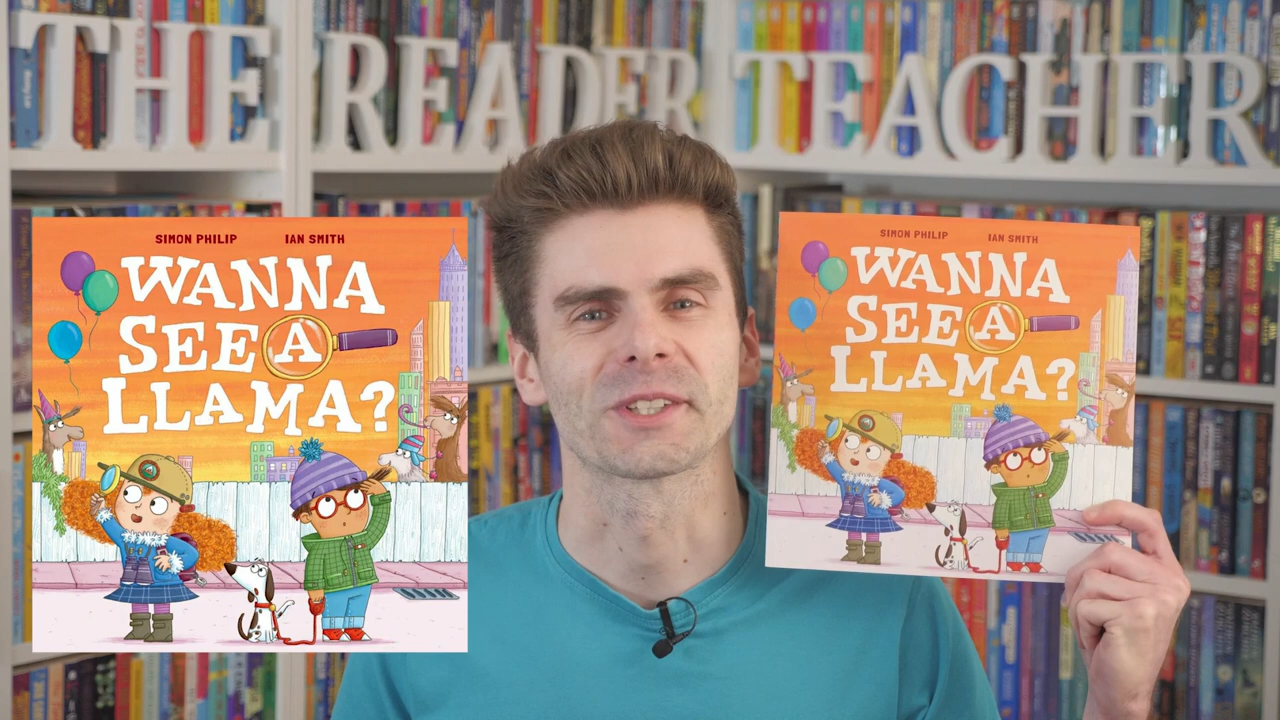 THE READER TEACHER
SIMON PHILIP IAN SMITH
WANNA
SEE A
LLAMA?
SIMON PHILIP IAN SMITH
WANNA
SEE A
LLAMA?